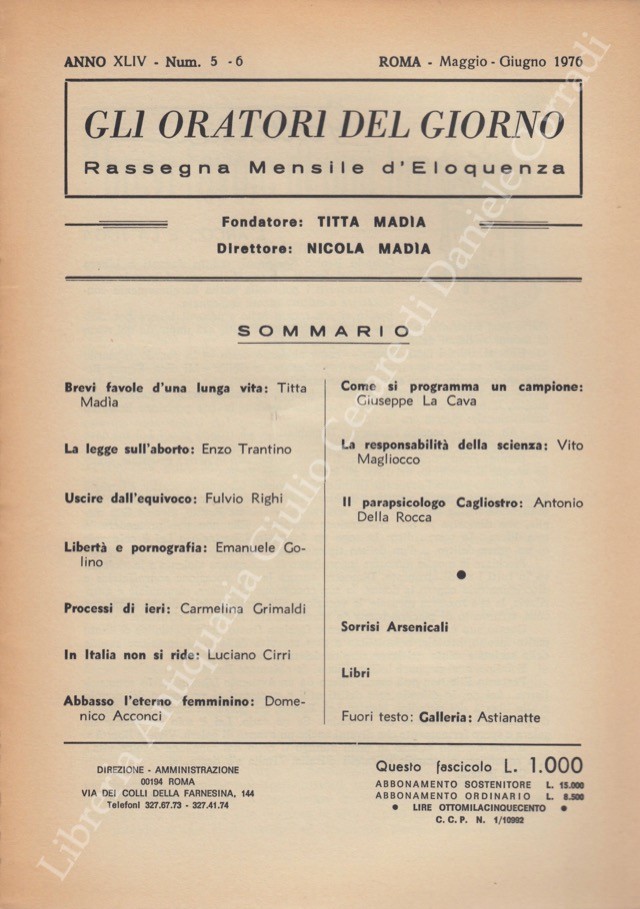 ANNO XLIV - Num. 5 - 6
ROMA - Maggio - Giugno 1976
GLI ORATORI DEL GIORNO
Rassegna Mensile d'Eloquenza
Fondatore: TITTA MADÌA
Direttore: NICOLA MADÌA
SOMMARIO
Brevi favole d'una lunga vita: Titta
Madìa
La legge sull'aborto: Enzo Trantino
Uscire dall'equivoco: Fulvio Righi
Libertà e pornografia: Emanuele Go-
lino
Processi di ieri: Carmelina Grimaldi
In Italia non si ride: Luciano Cirri
Abbasso l'eterno femminino: Dome-
nico Acconci
Come si programma un campione:
Giuseppe La Cava
La responsabilità della scienza: Vito
Magliocco
Il parapsicologo Cagliostro: Antonio
Della Rocca
●
Sorrisi Arsenicali
Libri
Fuori testo: Galleria: Astianatte
DIREZIONE - AMMINISTRAZIONE
00194 ROMA
VIA DEI COLLI DELLA FARNESINA, 144
Telefoni 327.67.73 - 327.41.74
Questo fascicolo L. 1.000
ABBONAMENTO SOSTENITORE L. 15.000
ABBONAMENTO ORDINARIO L. 8.500
● LIRE OTTOMILACINQUECENTO ●
C. C. P. N. 1/10992
Libreria Antiquaria Giulio Cesare di Daniele Corradi